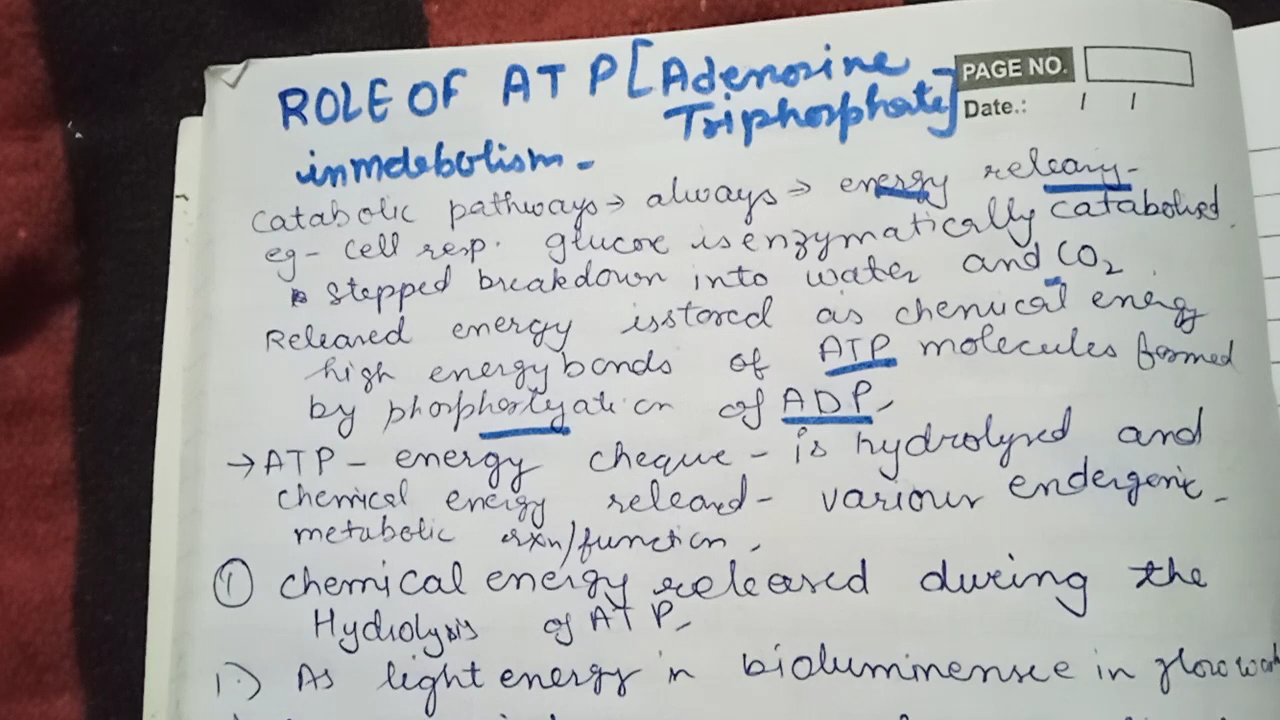 ROLE OF ATP [Adenosine
Triphosphate]
PAGE NO.
Date.: / /
in metabolism -
Catabolic pathways → always → energy releasing-
eg - cell resp. glucose is enzymatically catabolised.
stepped breakdown into water and CO2.
Released energy is stored as chemical energy
high energy bonds of ATP molecules formed
by phosphorlyation of ADP.
→ ATP - energy cheque - is hydrolysed and
chemical energy released - various endergonic -
metabolic rxn/function.
① chemical energy released during the
Hydrolysis of ATP -
1.) As light energy in bioluminensce in glow